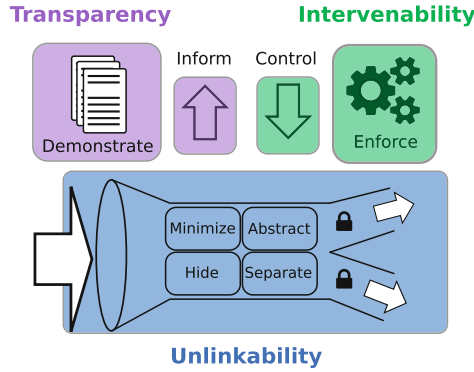 Transparency
Intervenability
Inform
Control
Demonstrate
Enforce
Minimize
Abstract
Hide
Separate
Unlinkability